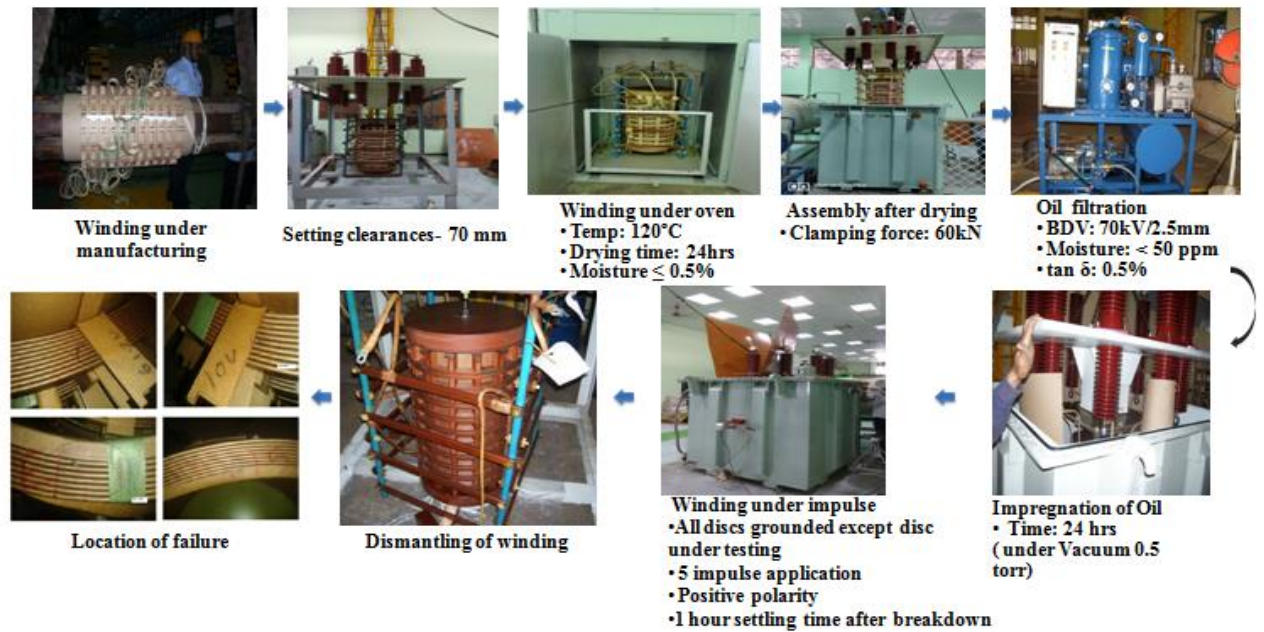 Winding under
manufacturing
Setting clearances- 70 mm
Winding under oven
• Temp: 120°C
• Drying time: 24hrs
• Moisture ≤ 0.5%
Assembly after drying
• Clamping force: 60kN
Oil filtration
• BDV: 70kV/2.5mm
• Moisture: < 50 ppm
• tan δ: 0.5%
Impregnation of Oil
• Time: 24 hrs
( under Vacuum 0.5
torr)
Winding under impulse
•All discs grounded except disc
under testing
•5 impulse application
•Positive polarity
•1 hour settling time after breakdown
Dismantling of winding
Location of failure
10V